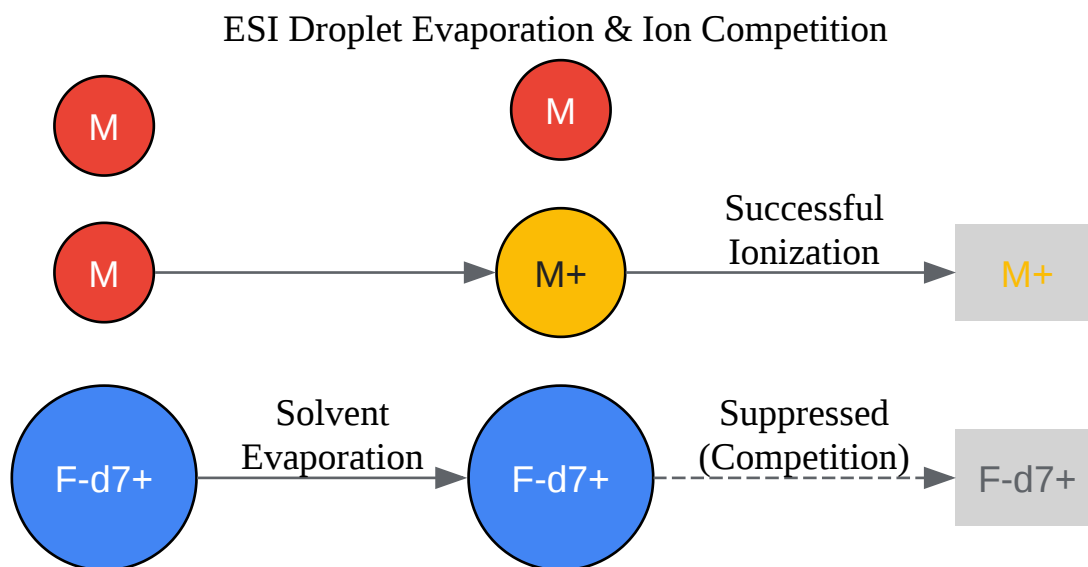 ESI Droplet Evaporation & Ion Competition
M
M
M
M+
Successful
Ionization
M+
F-d7+
Solvent
Evaporation
F-d7+
Suppressed
(Competition)
F-d7+